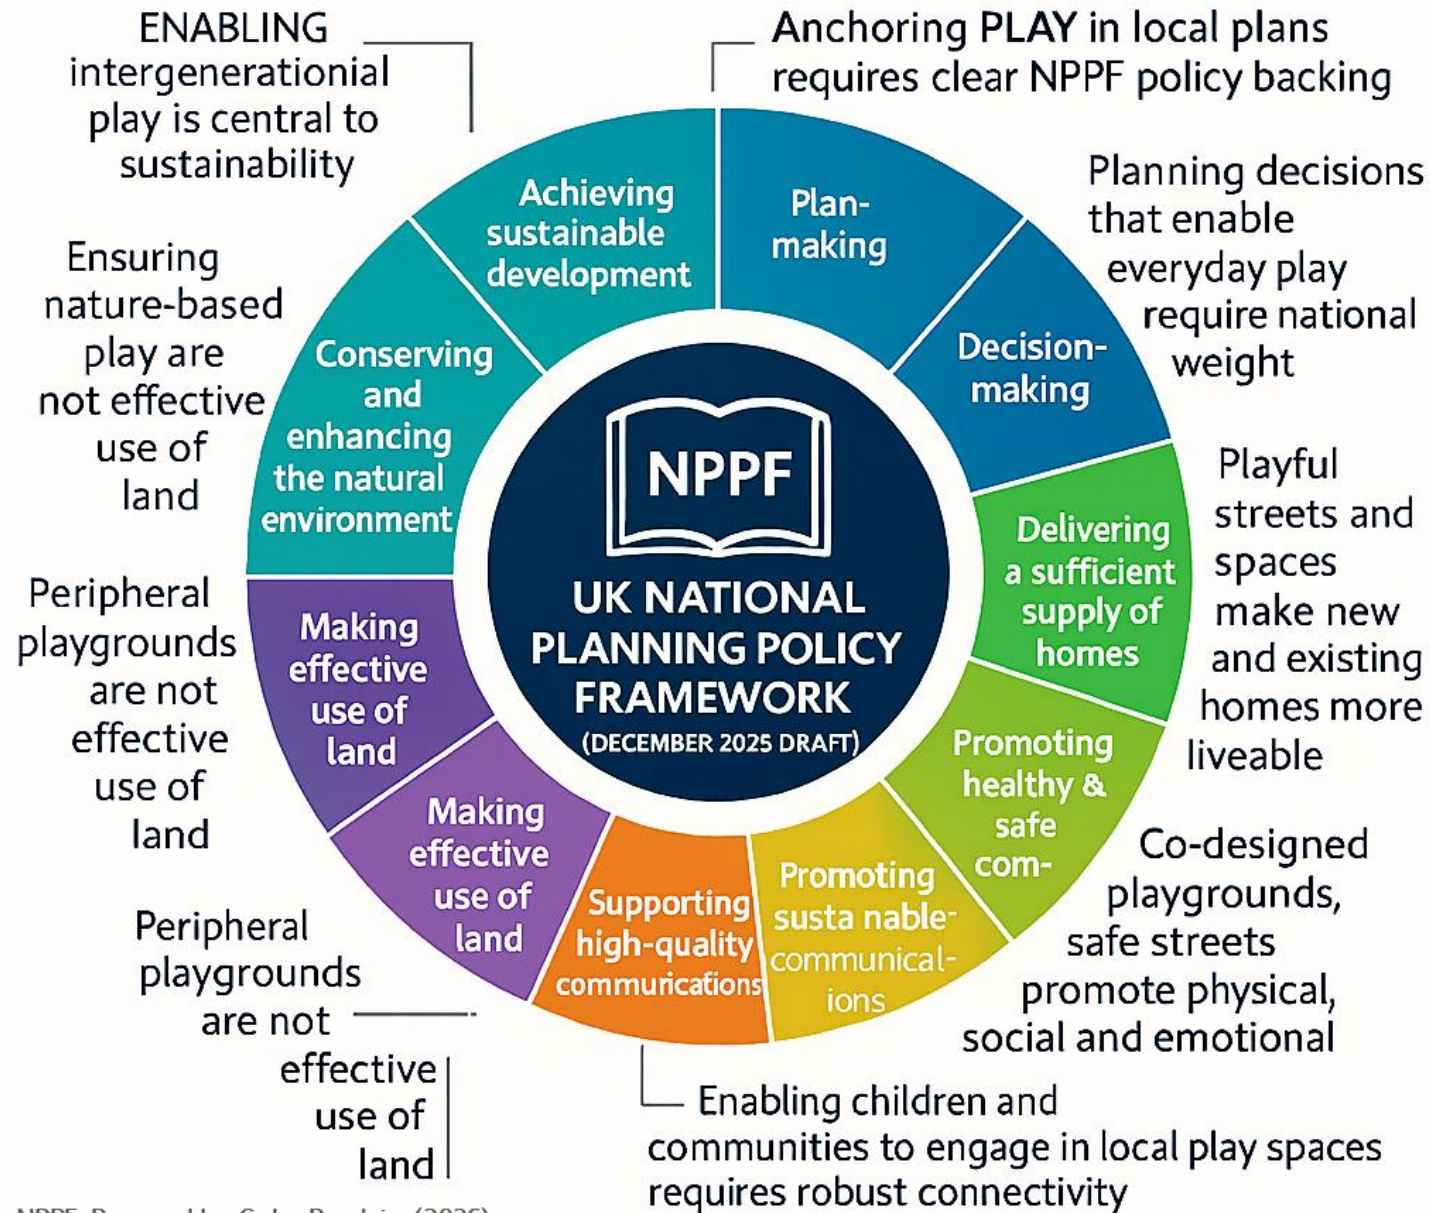 ENABLING
intergenerationial
play is central to
sustainability
Anchoring PLAY in local plans
requires clear NPPF policy backing
Planning decisions
that enable
everyday play
require national
weight
Playful
streets and
spaces
make new
and existing
homes more
liveable
Co-designed
playgrounds,
safe streets
promote physical,
social and emotional
Enabling children and
communities to engage in local play spaces
requires robust connectivity
Peripheral
playgrounds
are not
effective
use of
land
Peripheral
playgrounds
are not
effective
use of
land
Ensuring
nature-based
play are
not effective
use of
land
Achieving
sustainable
development
Plan-
making
Decision-
making
Delivering
a sufficient
supply of
homes
Promoting
healthy &
safe
com-
Promoting
susta nable-
communical-
ions
Supporting
high-quality
commurications
Making
effective
use of
land
Making
effective
use of
land
Conserving
and
enhancing
the natural
environment
NPPF
UK NATIONAL
PLANNING POLICY
FRAMEWORK
(DECEMBER 2025 DRAFT)